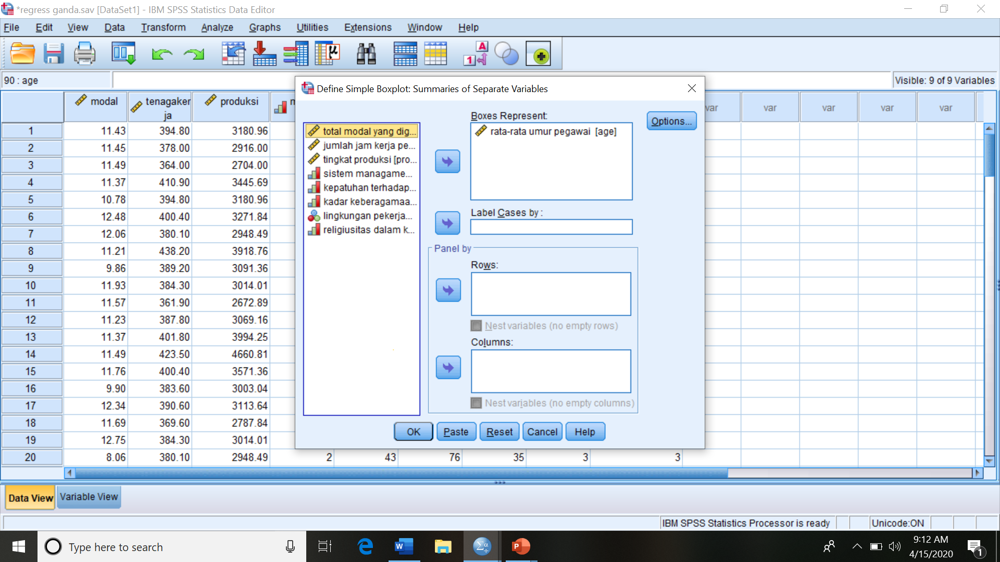 *regress ganda.sav [DataSet1] - IBM SPSS Statistics Data Editor
File Edit View Data Transform Analyze Graphs Utilities Extensions Window Help
90 : age
Visible: 9 of 9 Variables
modal tenagaker produksi var var var var var
ja
1 11.43 394.80 3180.96
2 11.45 378.00 2916.00
3 11.49 364.00 2704.00
4 11.37 410.90 3445.69
5 10.78 394.80 3180.96
6 12.48 400.40 3271.84
7 12.06 380.10 2948.49
8 11.21 438.20 3918.76
9 9.86 389.20 3091.36
10 11.93 384.30 3014.01
11 11.57 361.90 2672.89
12 11.23 387.80 3069.16
13 11.37 401.80 3994.25
14 11.49 423.50 4660.81
15 11.76 400.40 3571.36
16 9.90 383.60 3003.04
17 12.34 390.60 3113.64
18 11.69 369.60 2787.84
19 12.75 384.30 3014.01
20 8.06 380.10 2948.49 2 43 76 35 3 3
Define Simple Boxplot: Summaries of Separate Variables
total modal yang dig...
jumlah jam kerja pe...
tingkat produksi [pro...
sistem managame...
kepatuhan terhadap...
kadar keberagamaa...
lingkungan pekerja...
religiusitas dalam k...
Boxes Represent:
rata-rata umur pegawai [age]
Options...
Label Cases by :
Panel by
Rows:
Nest variables (no empty rows)
Columns:
Nest variables (no empty columns)
OK Paste Reset Cancel Help
Data View Variable View
IBM SPSS Statistics Processor is ready Unicode:ON
Type here to search
9:12 AM
4/15/2020
1